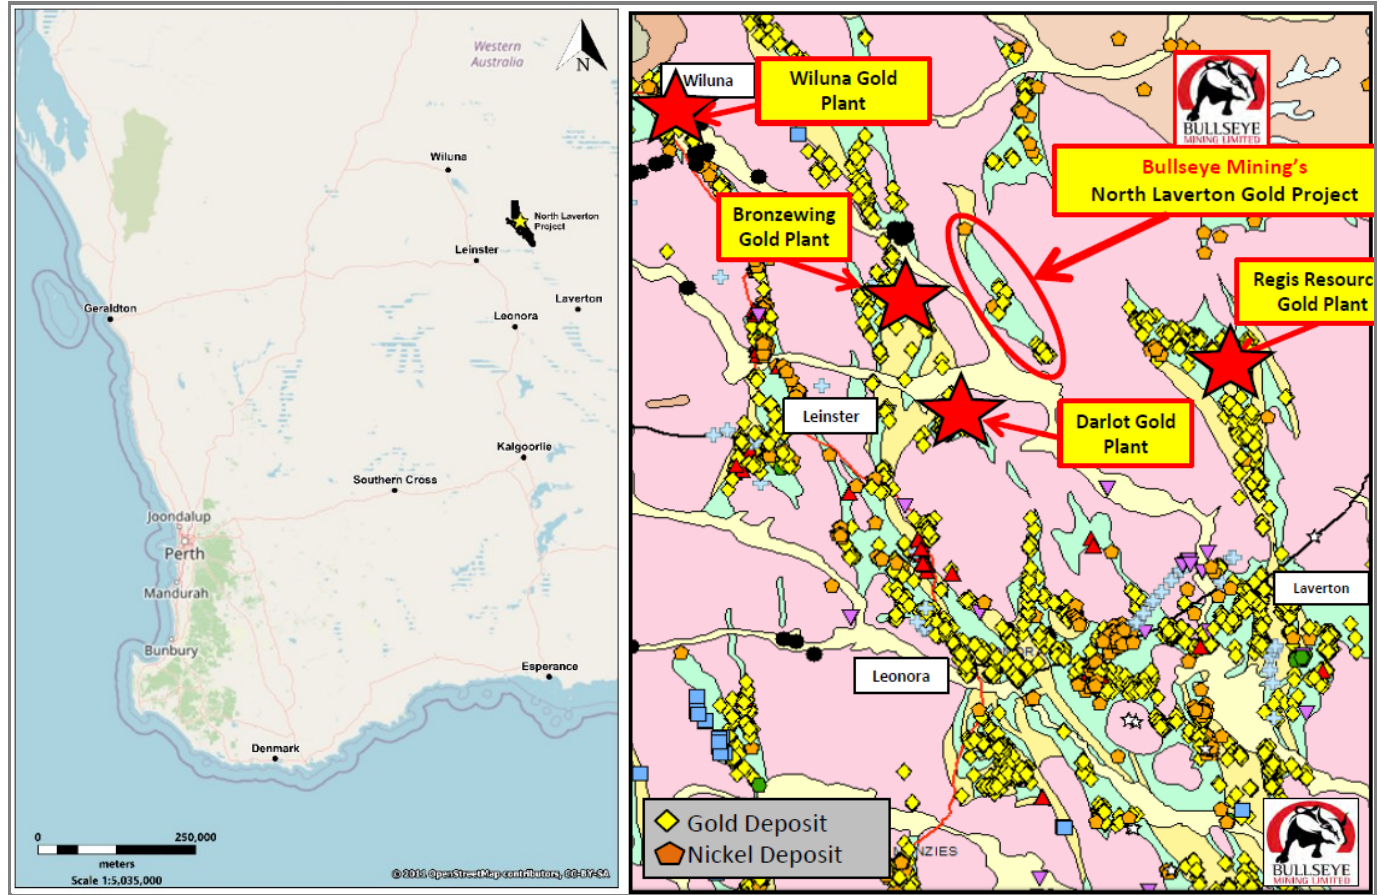 Western
Australia
N
Wiluna
North Laverton
Project
Leinster
Laverton
Leonora
Geraldton
Kalgoorlie
Southern Cross
Joondalup
Perth
Mandurah
Bunbury
Esperance
Denmark
0
250,000
meters
Scale 1:5,035,000
© 2011 OpenStreetMap contributors, CC-BY-SA
Wiluna
Wiluna Gold
Plant
BULLSEYE
MINING LIMITED
Bullseye Mining's
North Laverton Gold Project
Bronzewing
Gold Plant
Regis Resourc
Gold Plant
Leinster
Darlot Gold
Plant
Laverton
Leonora
Gold Deposit
Nickel Deposit
NZIES
BULLSEYE
MINING LIMITED